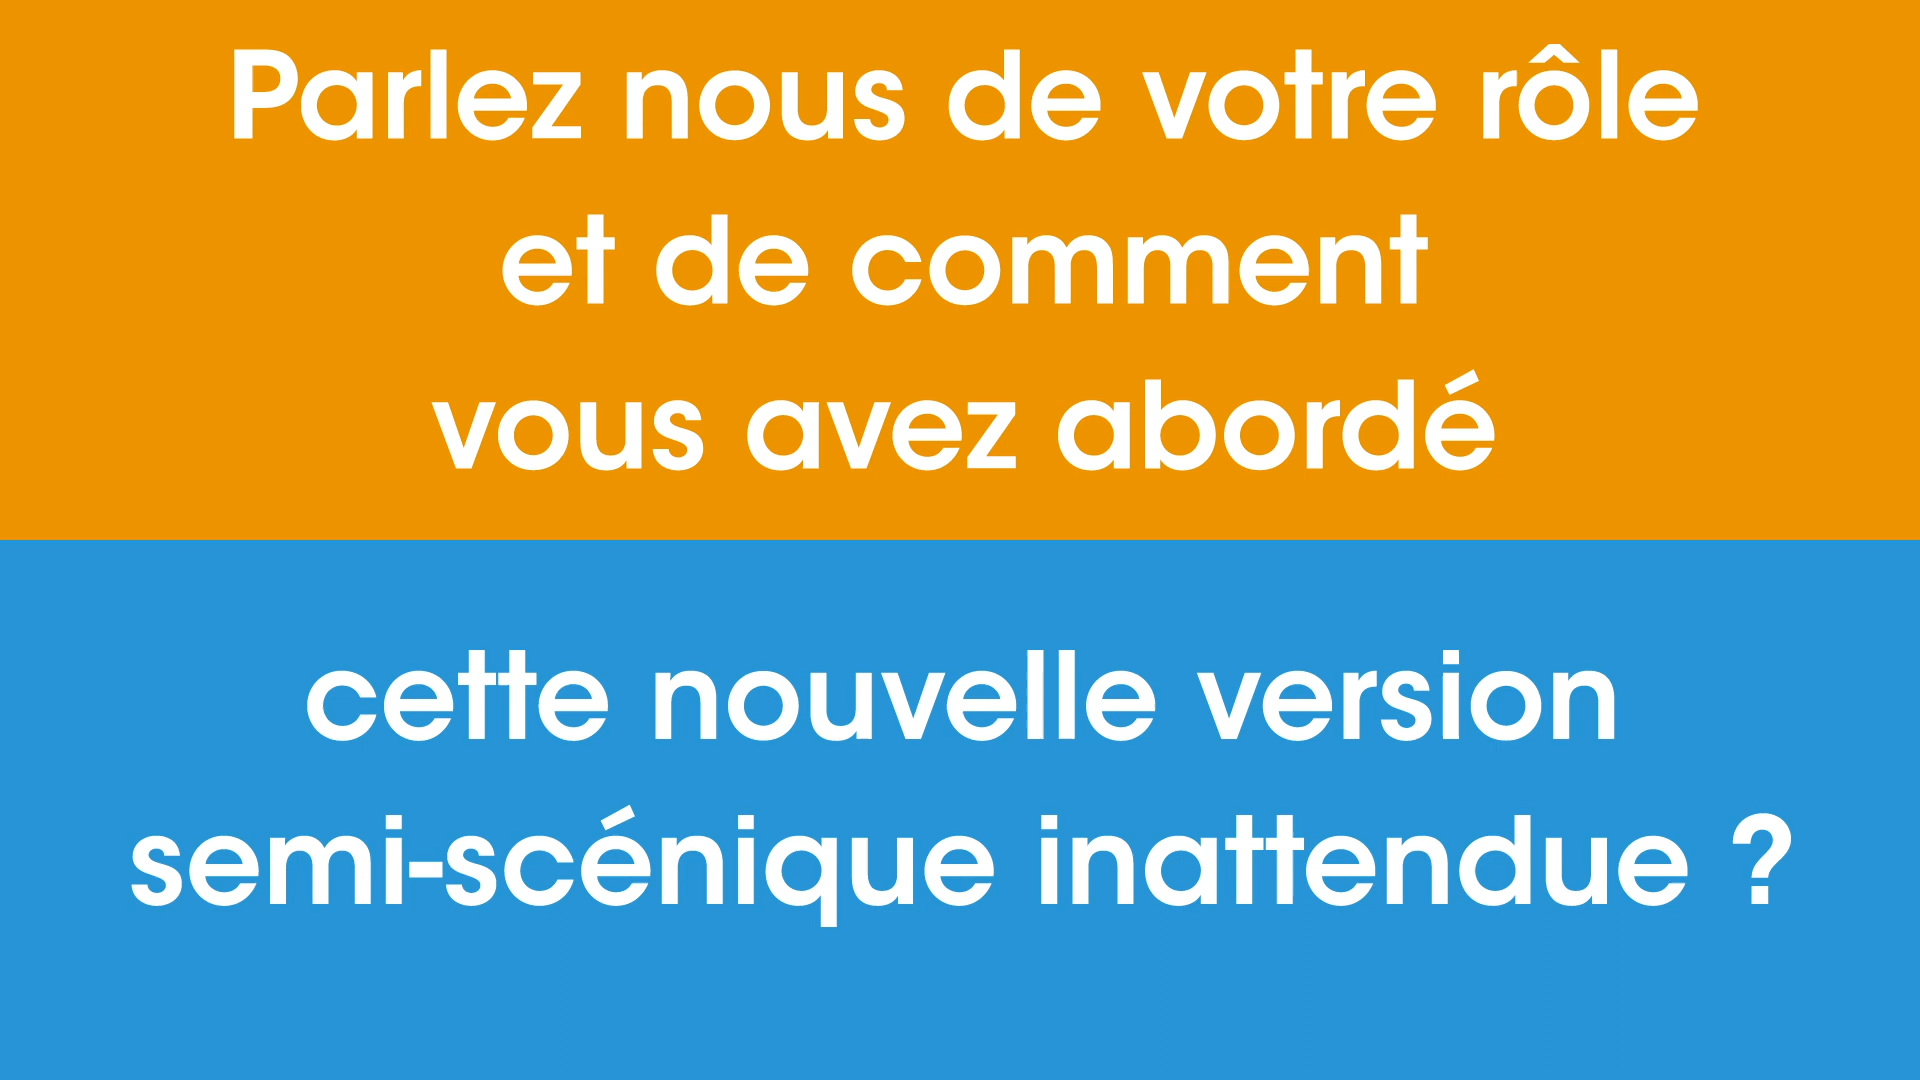 Parlez nous de votre rôle
et de comment
vous avez abordé
cette nouvelle version
semi-scénique inattendue ?